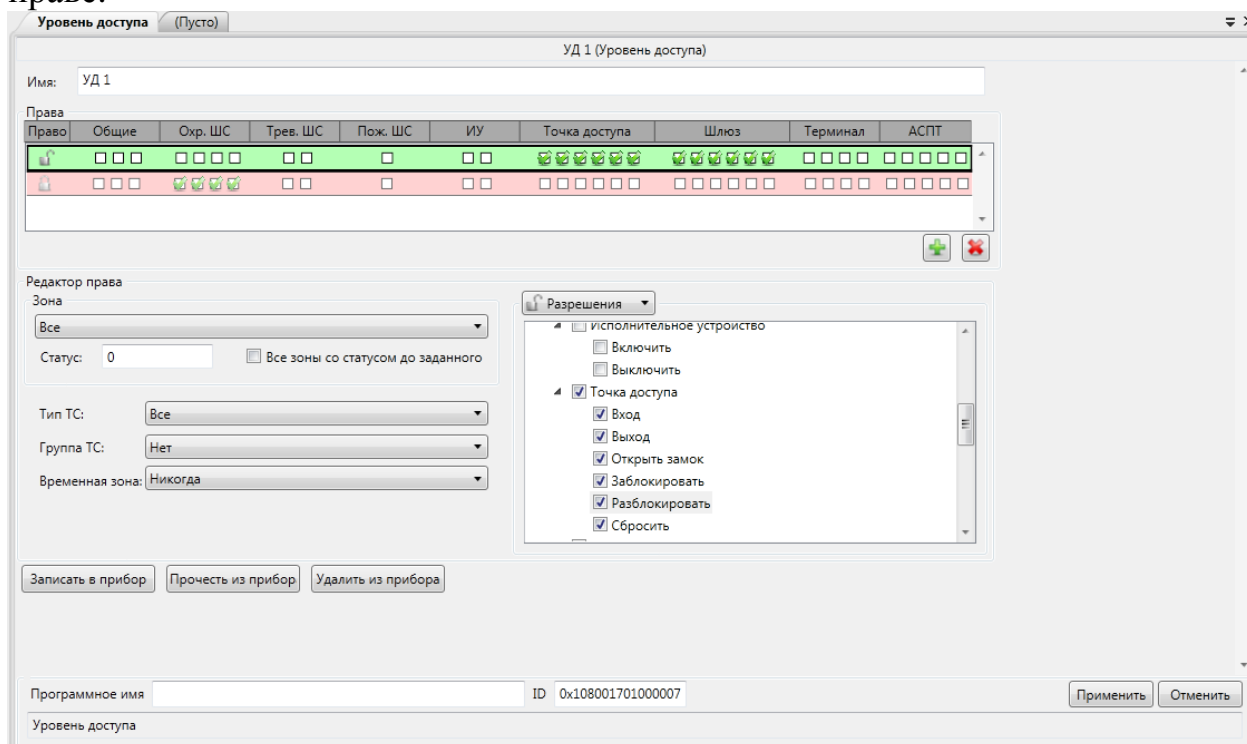 праве.
Уровень доступа (Пусто)
УД 1 (Уровень доступа)
Имя: УД 1
Права
Право Общие Охр. ШС Трев. ШС Пож. ШС ИУ Точка доступа Шлюз Терминал АСПТ
Редактор права
Зона
Разрешения
Все
Исполнительное устройство
Включить
Статус: 0 Все зоны со статусом до заданного
Выключить
Точка доступа
Тип ТС: Все
Вход
Выход
Группа ТС: Нет
Открыть замок
Временная зона: Никогда
Заблокировать
Разблокировать
Сбросить
Записать в прибор Прочесть из прибор Удалить из прибора
Программное имя ID 0x108001701000007 Применить Отменить
Уровень доступа